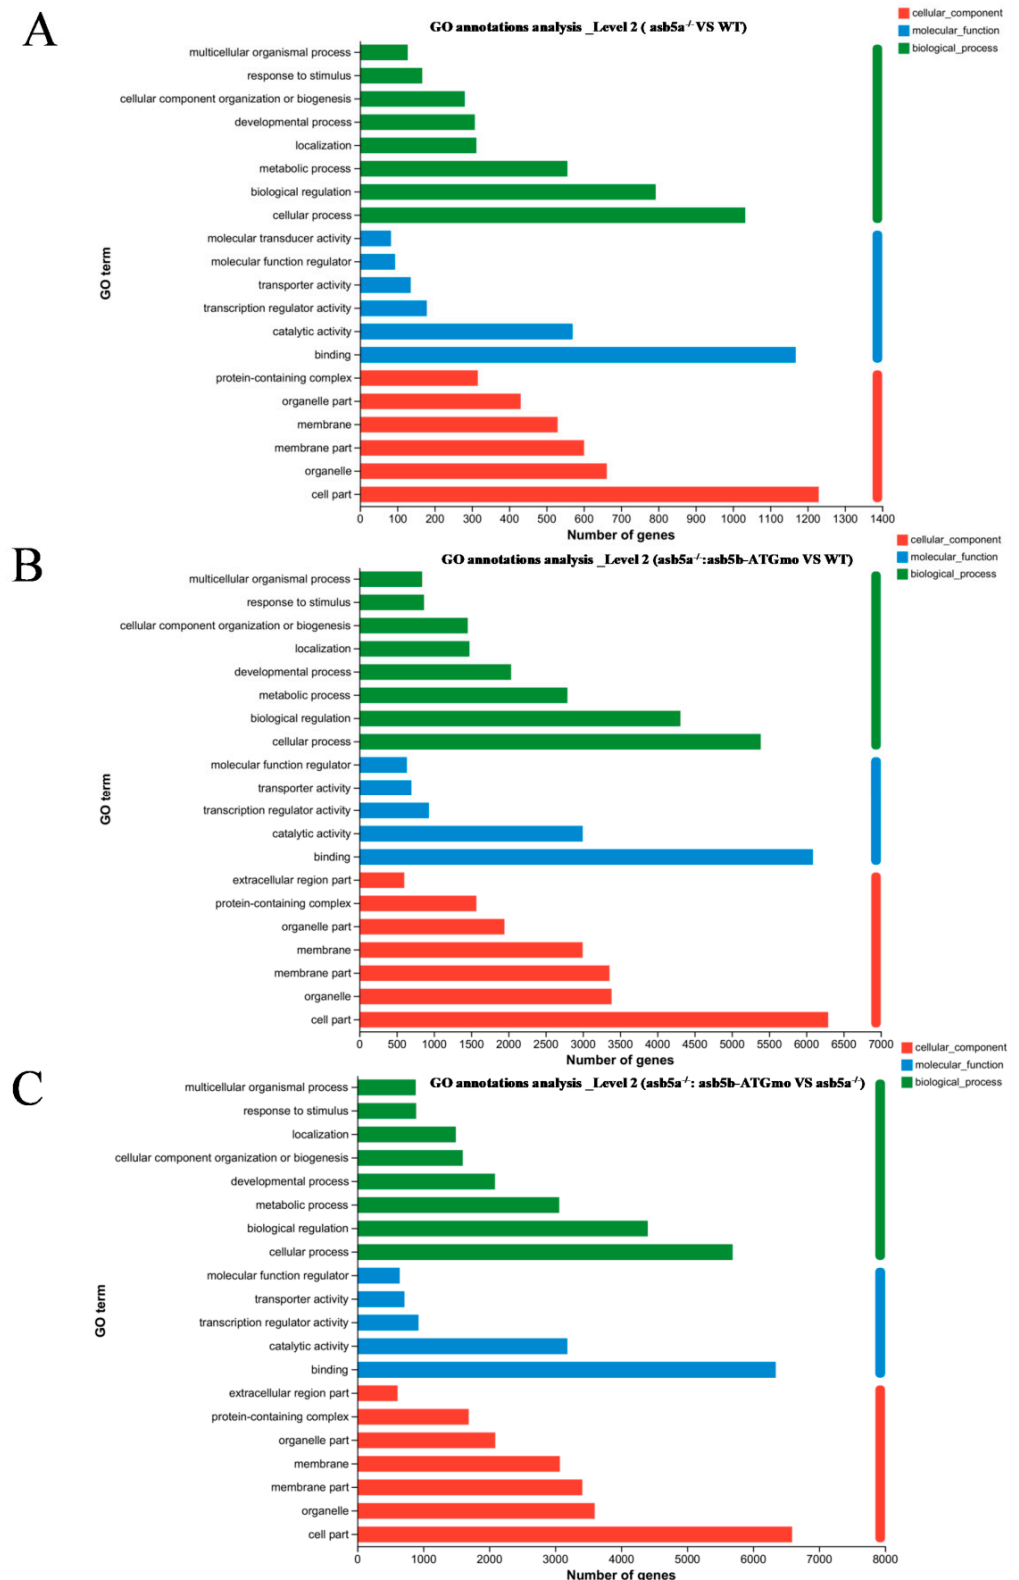 A
GO annotations analysis _Level 2 ( asb5a⁻/⁻ VS WT)
cellular_component
molecular_function
biological_process
multicellular organismal process
response to stimulus
cellular component organization or biogenesis
developmental process
localization
metabolic process
biological regulation
cellular process
molecular transducer activity
molecular function regulator
transporter activity
transcription regulator activity
catalytic activity
binding
protein-containing complex
organelle part
membrane
membrane part
organelle
cell part
GO term
0 100 200 300 400 500 600 700 800 900 1000 1100 1200 1300 1400
Number of genes
B
GO annotations analysis _Level 2 (asb5a⁻/⁻:asb5b-ATGmo VS WT)
cellular_component
molecular_function
biological_process
multicellular organismal process
response to stimulus
cellular component organization or biogenesis
localization
developmental process
metabolic process
biological regulation
cellular process
molecular function regulator
transporter activity
transcription regulator activity
catalytic activity
binding
extracellular region part
protein-containing complex
organelle part
membrane
membrane part
organelle
cell part
GO term
0 500 1000 1500 2000 2500 3000 3500 4000 4500 5000 5500 6000 6500 7000
Number of genes
C
GO annotations analysis _Level 2 (asb5a⁻/⁻: asb5b-ATGmo VS asb5a⁻/⁻)
cellular_component
molecular_function
biological_process
multicellular organismal process
response to stimulus
localization
cellular component organization or biogenesis
developmental process
metabolic process
biological regulation
cellular process
molecular function regulator
transporter activity
transcription regulator activity
catalytic activity
binding
extracellular region part
protein-containing complex
organelle part
membrane
membrane part
organelle
cell part
GO term
0 1000 2000 3000 4000 5000 6000 7000 8000
Number of genes